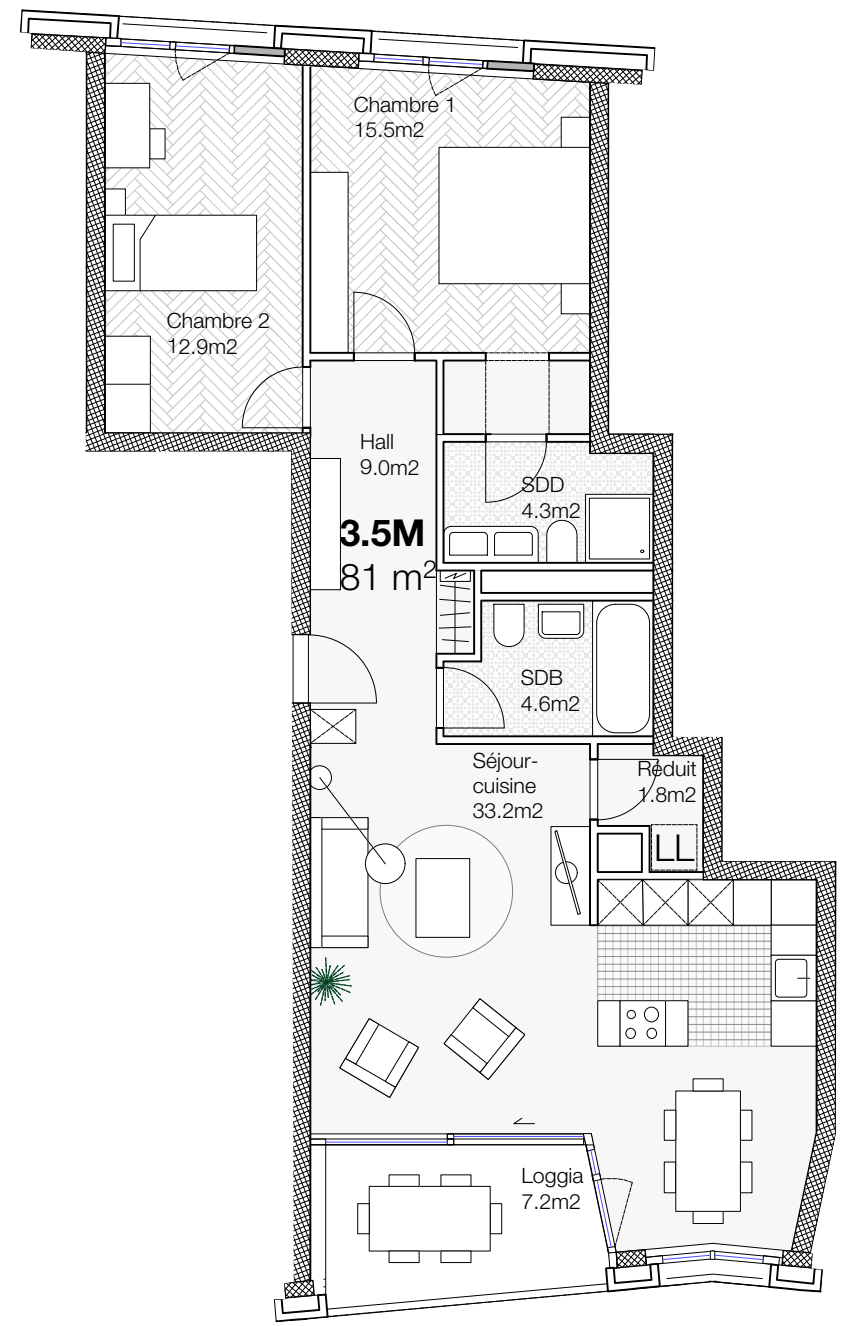 Chambre 1
15.5m2
Chambre 2
12.9m2
Hall
9.0m2
SDD
4.3m2
3.5M
81 m²
SDB
4.6m2
Séjour-
cuisine
33.2m2
Réduit
1.8m2
LL
Loggia
7.2m2